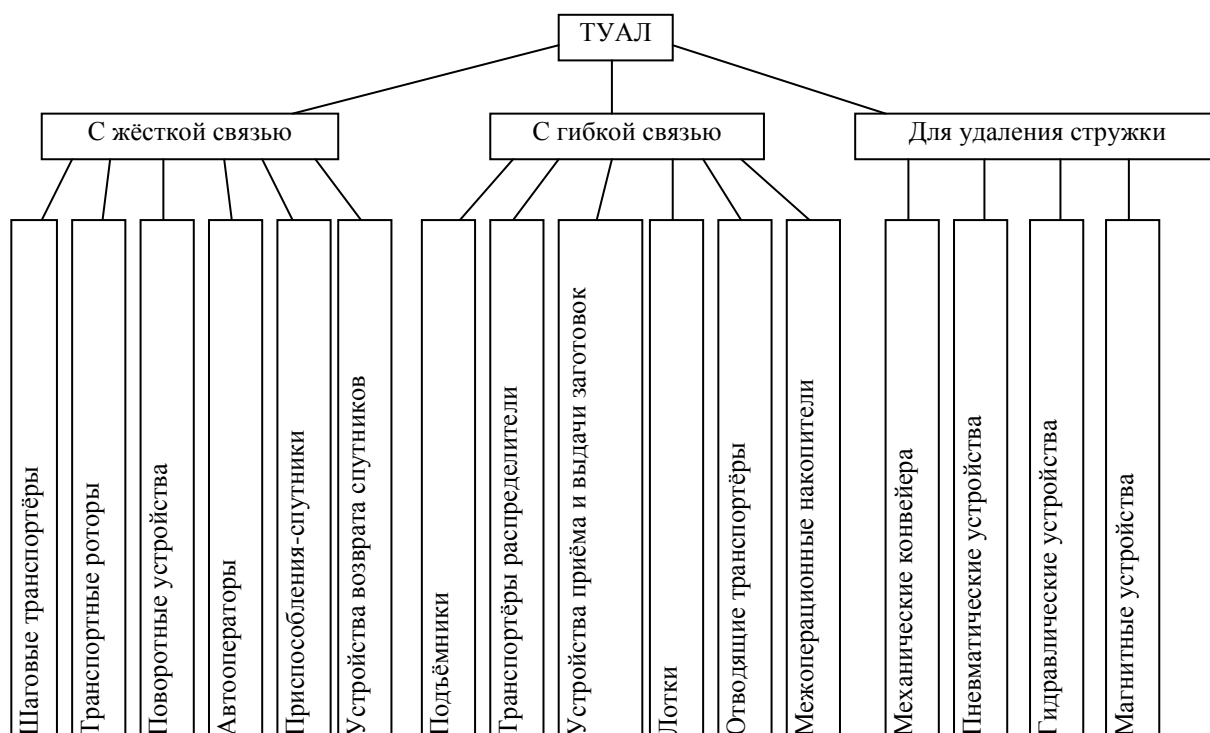 ТУАЛ
С жёсткой связью
С гибкой связью
Для удаления стружки
Шаговые транспортёры
Транспортные роторы
Поворотные устройства
Автооператоры
Приспособления-спутники
Устройства возврата спутников
Подъёмники
Транспортёры распределители
Устройства приёма и выдачи заготовок
Лотки
Отводящие транспортёры
Межоперационные накопители
Механические конвейера
Пневматические устройства
Гидравлические устройства
Магнитные устройства